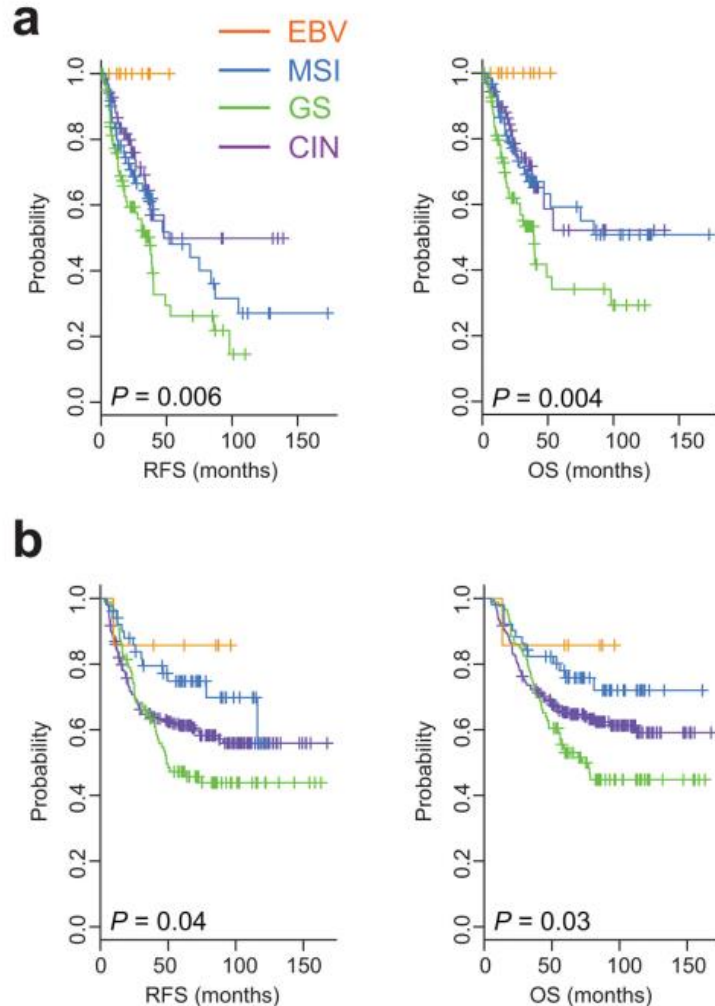 a
EBV
MSI
GS
CIN
Probability
1.0
0.8
0.6
0.4
0.2
0.0
P = 0.006
0 50 100 150
RFS (months)
Probability
1.0
0.8
0.6
0.4
0.2
0.0
P = 0.004
0 50 100 150
OS (months)
b
Probability
1.0
0.8
0.6
0.4
0.2
0.0
P = 0.04
0 50 100 150
RFS (months)
Probability
1.0
0.8
0.6
0.4
0.2
0.0
P = 0.03
0 50 100 150
OS (months)